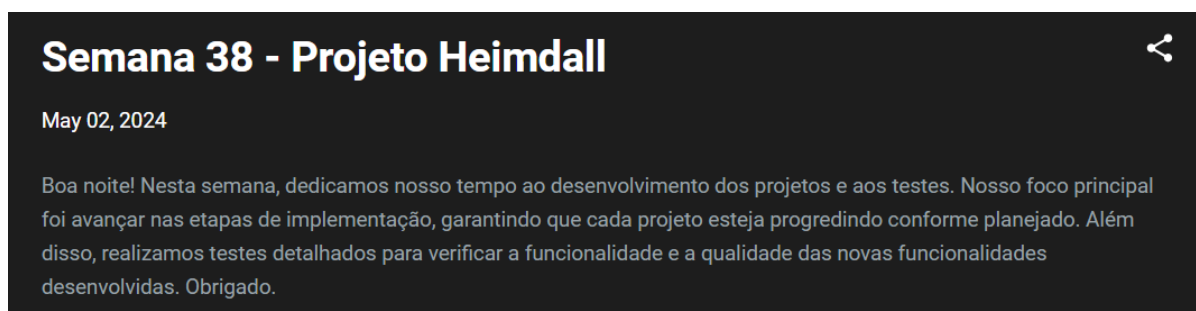 Semana 38 - Projeto Heimdall
May 02, 2024
Boa noite! Nesta semana, dedicamos nosso tempo ao desenvolvimento dos projetos e aos testes. Nosso foco principal
foi avançar nas etapas de implementação, garantindo que cada projeto esteja progredindo conforme planejado. Além
disso, realizamos testes detalhados para verificar a funcionalidade e a qualidade das novas funcionalidades
desenvolvidas. Obrigado.